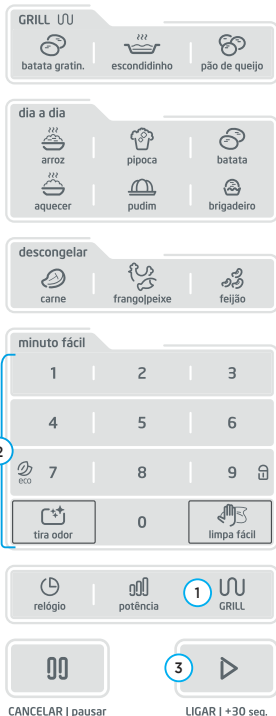 GRILL
batata gratin. escondidinho pão de queijo
dia a dia
arroz pipoca batata
aquecer pudim brigadeiro
descongelar
carne frango|peixe feijão
minuto fácil
1 2 3
4 5 6
2
eco 7 8 9
tira odor 0 limpa fácil
1
relógio potência GRILL
3
CANCELAR | pausar LIGAR | +30 seg.